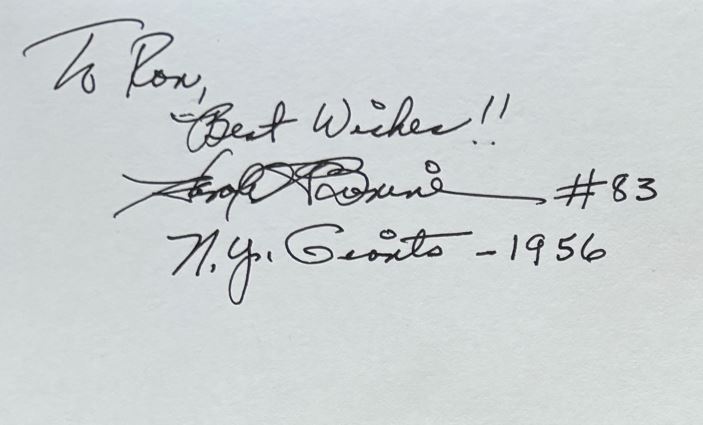 To Ron,
Best Wishes!!
#83
N.Y. Giants - 1956